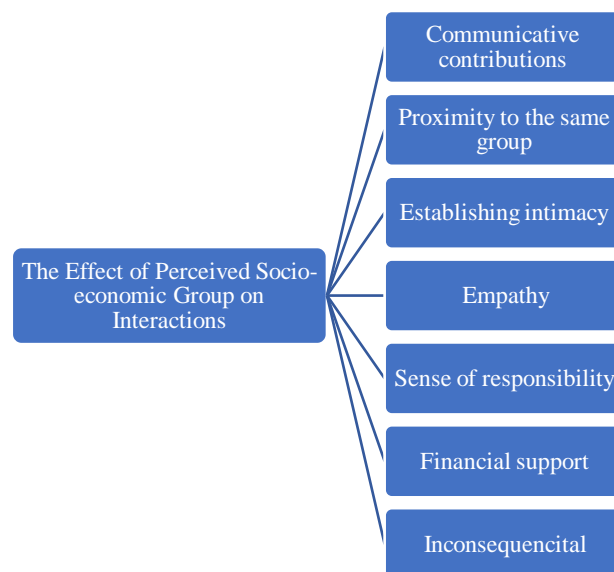 Communicative
contributions
Proximity to the same
group
Establishing intimacy
The Effect of Perceived Socio-
economic Group on
Interactions
Empathy
Sense of responsibility
Financial support
Inconsequencital